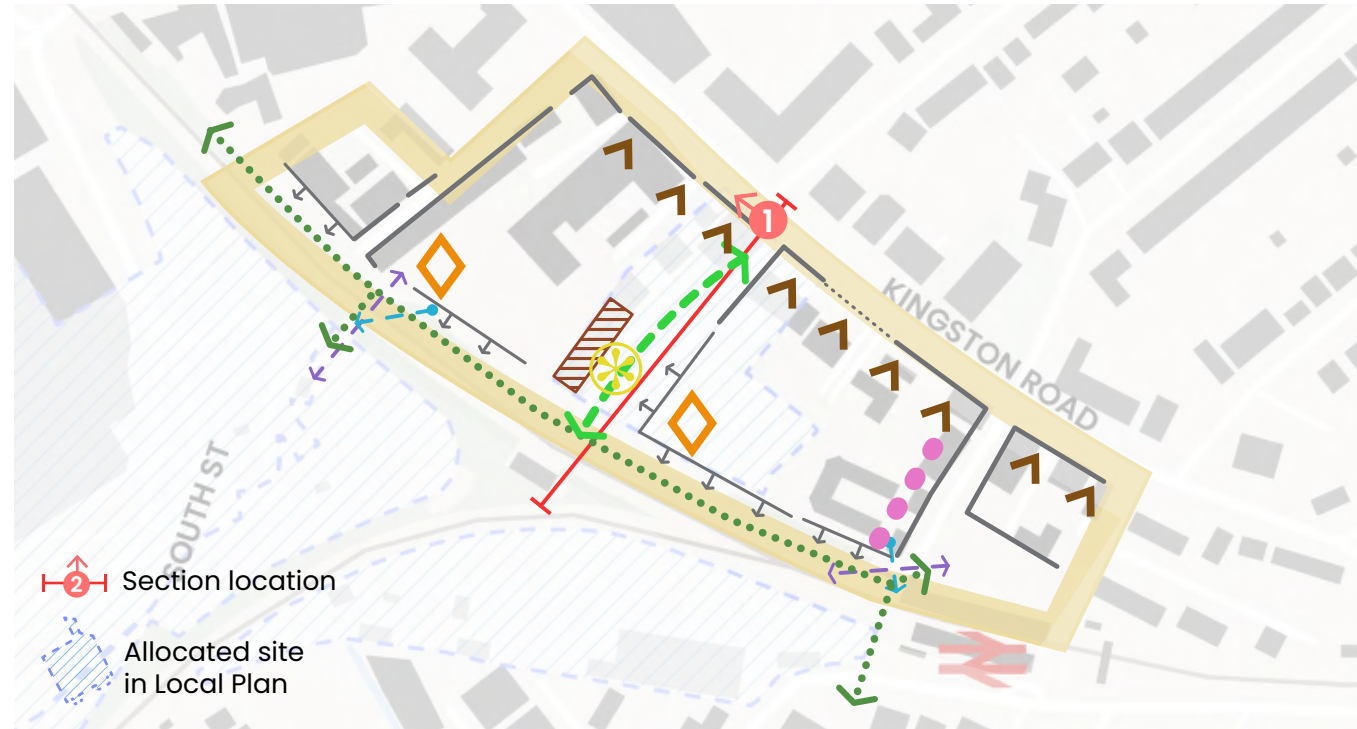 1
KINGSTON ROAD
SOUTH ST
2
Section location
Allocated site
in Local Plan